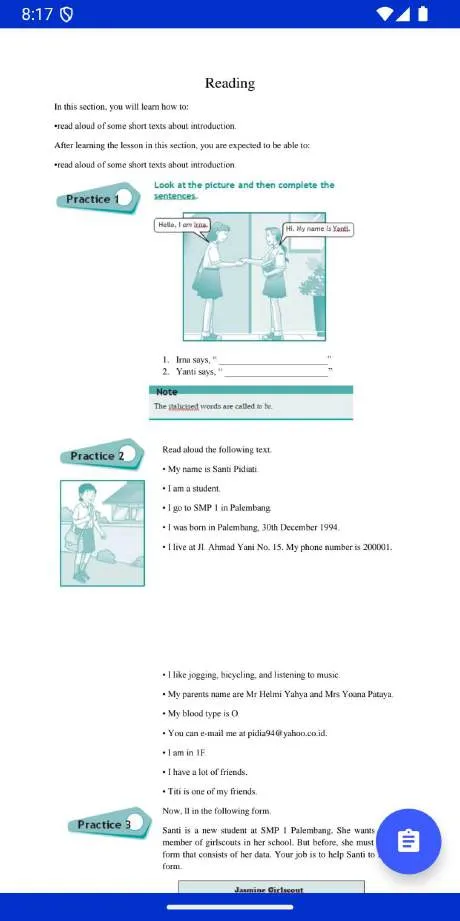 8:17
Reading
In this section, you will learn how to:
•read aloud of some short texts about introduction.
After learning the lesson in this section, you are expected to be able to:
•read aloud of some short texts about introduction.
Practice 1
Look at the picture and then complete the
sentences.
Hello, I am Irna.
Hi. My name is Yanti.
1. Irna says, “ ________________________”
2. Yanti says, “ _______________________”
Note
The italicised words are called to be.
Practice 2
Read aloud the following text.
• My name is Santi Pidiati.
• I am a student.
• I go to SMP 1 in Palembang.
• I was born in Palembang, 30th December 1994.
• I live at Jl. Ahmad Yani No. 15. My phone number is 200001.
• I like jogging, bicycling, and listening to music.
• My parents name are Mr Helmi Yahya and Mrs Yoana Pataya.
• My blood type is O.
• You can e-mail me at pidia94@yahoo.co.id.
• I am in 1F.
• I have a lot of friends.
• Titi is one of my friends.
Now, ll in the following form.
Practice 3
Santi is a new student at SMP 1 Palembang. She wants
member of girlscouts in her school. But before, she must
form that consists of her data. Your job is to help Santi to
form.
Jasmine Girlscout